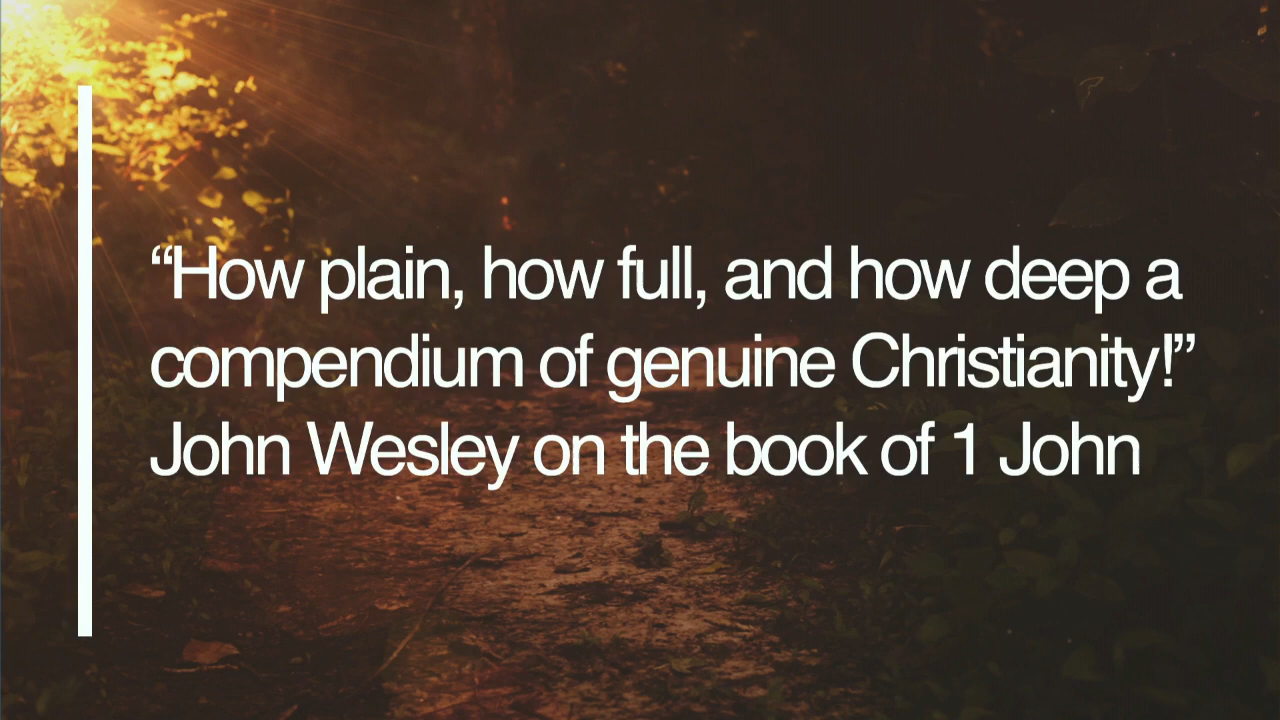 “How plain, how full, and how deep a
compendium of genuine Christianity!”
John Wesley on the book of 1 John